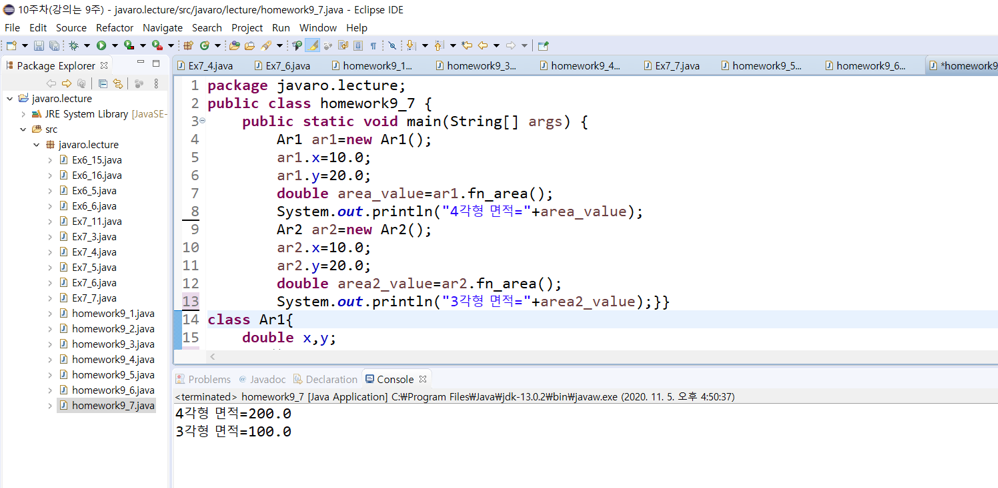 10주차(강의는 9주) - javaro.lecture/src/javaro/lecture/homework9_7.java - Eclipse IDE
File Edit Source Refactor Navigate Search Project Run Window Help
Package Explorer
Ex7_4.java Ex7_6.java homework9_1... homework9_3... homework9_4... Ex7_7.java homework9_5... homework9_6... *homework9
javaro.lecture
JRE System Library [JavaSE-
src
javaro.lecture
Ex6_15.java
Ex6_16.java
Ex6_5.java
Ex6_6.java
Ex7_11.java
Ex7_3.java
Ex7_4.java
Ex7_5.java
Ex7_6.java
Ex7_7.java
homework9_1.java
homework9_2.java
homework9_3.java
homework9_4.java
homework9_5.java
homework9_6.java
homework9_7.java
1 package javaro.lecture;
2 public class homework9_7 {
3 public static void main(String[] args) {
4 Ar1 ar1=new Ar1();
5 ar1.x=10.0;
6 ar1.y=20.0;
7 double area_value=ar1.fn_area();
8 System.out.println("4각형 면적="+area_value);
9 Ar2 ar2=new Ar2();
10 ar2.x=10.0;
11 ar2.y=20.0;
12 double area2_value=ar2.fn_area();
13 System.out.println("3각형 면적="+area2_value);}}
14 class Ar1{
15 double x,y;
Problems Javadoc Declaration Console
<terminated> homework9_7 [Java Application] C:₩Program Files₩Java₩jdk-13.0.2₩bin₩javaw.exe (2020. 11. 5. 오후 4:50:37)
4각형 면적=200.0
3각형 면적=100.0